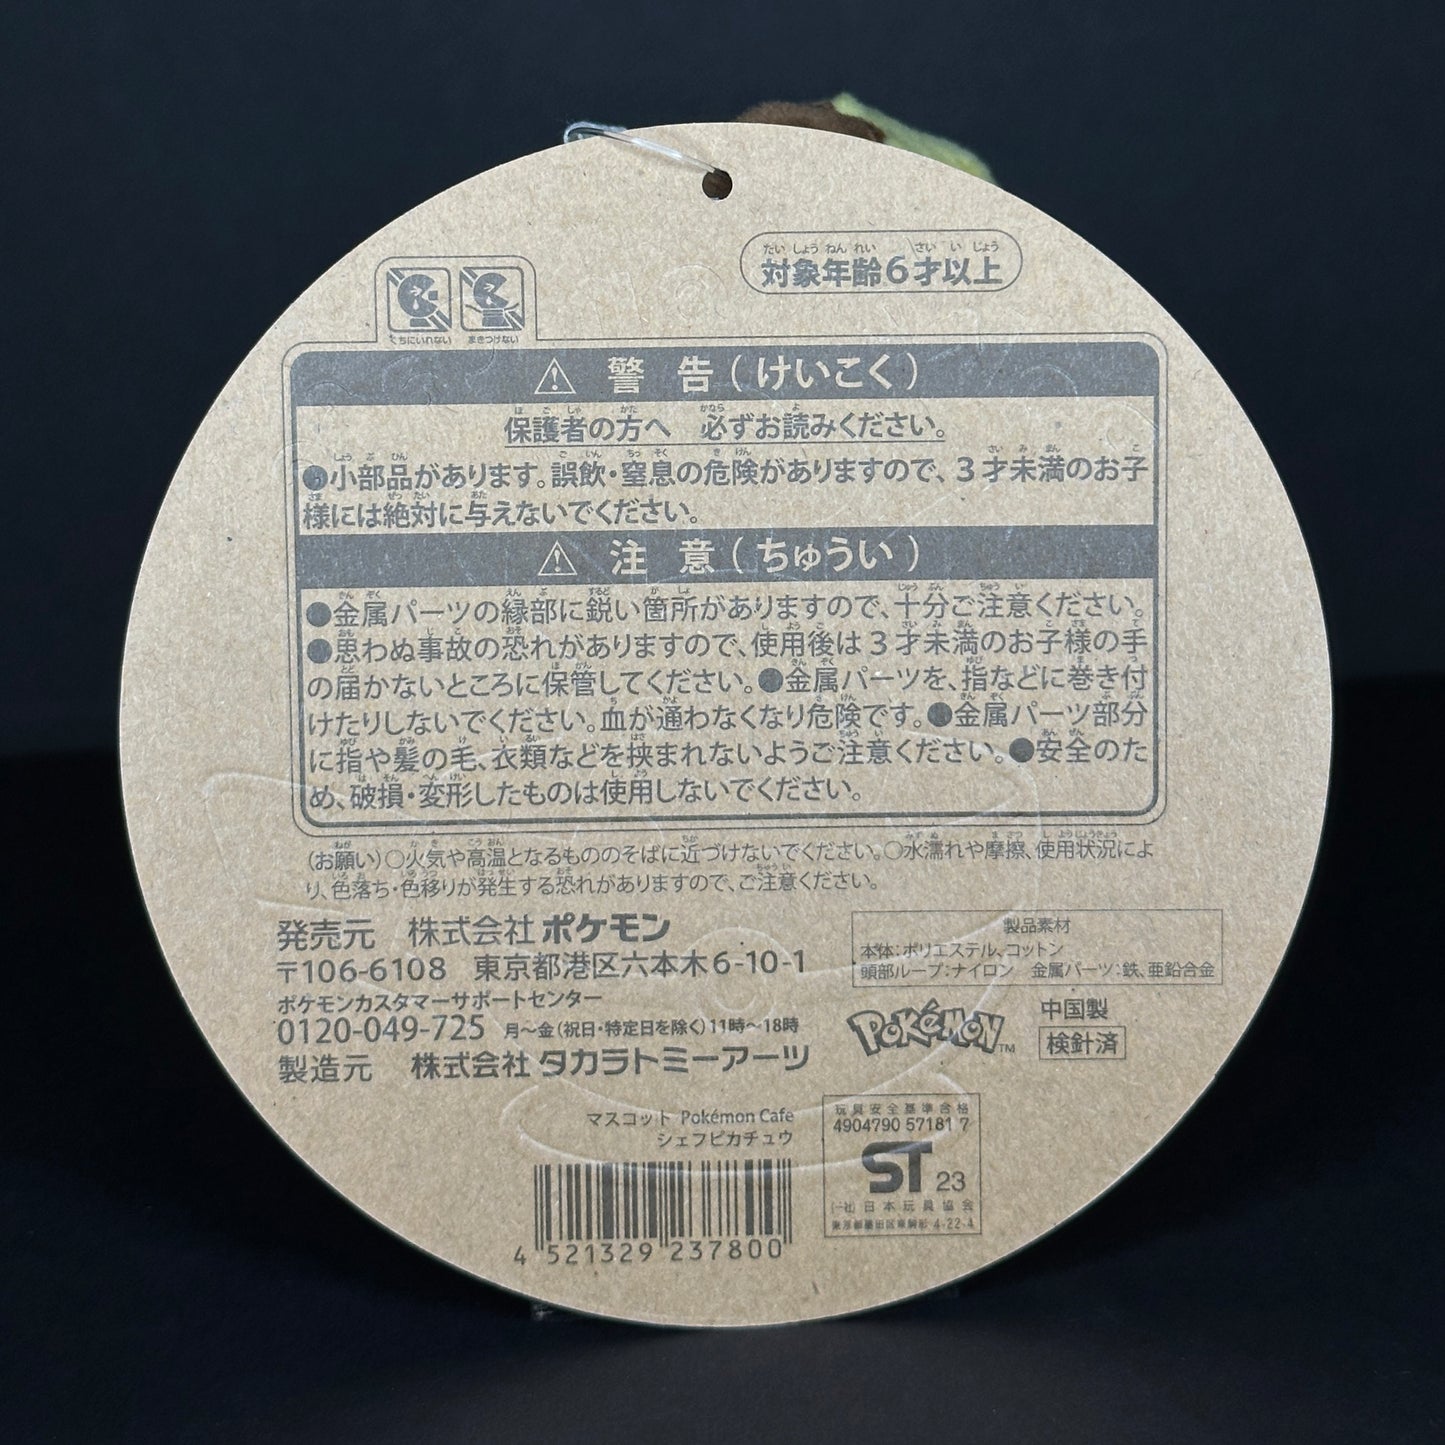 対象年齢6才以上
くちにいれない まきつけない
⚠ 警告(けいこく)
保護者の方へ 必ずお読みください。
●小部品があります。誤飲・窒息の危険がありますので、3才未満のお子
様には絶対に与えないでください。
⚠ 注意(ちゅうい)
●金属パーツの縁部に鋭い箇所がありますので、十分ご注意ください。
●思わぬ事故の恐れがありますので、使用後は3才未満のお子様の手
の届かないところに保管してください。●金属パーツを、指などに巻き付
けたりしないでください。血が通わなくなり危険です。●金属パーツ部分
に指や髪の毛、衣類などを挟まれないようご注意ください。●安全のた
め、破損・変形したものは使用しないでください。
(お願い)○火気や高温となるもののそばに近づけないでください。○水濡れや摩擦、使用状況によ
り、色落ち・色移りが発生する恐れがありますので、ご注意ください。
発売元 株式会社ポケモン
〒106-6108 東京都港区六本木6-10-1
ポケモンカスタマーサポートセンター
0120-049-725 月~金(祝日・特定日を除く)11時~18時
製造元 株式会社タカラトミーアーツ
製品素材
本体:ポリエステル、コットン
頭部ループ:ナイロン 金属パーツ:鉄、亜鉛合金
POKéMON TM
中国製
検針済
マスコット Pokémon Cafe
シェフピカチュウ
4 521329 237800
玩具安全基準合格
4904790 57181 7
ST 23
(一社)日本玩具協会
東京都墨田区東駒形 4-22-4